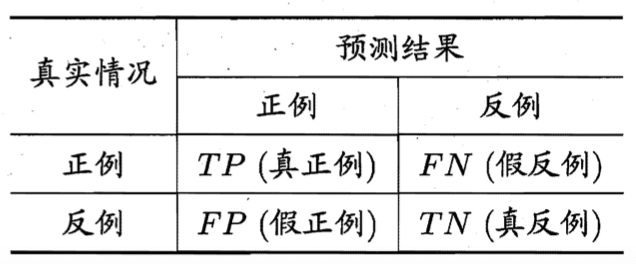 真实情况
预测结果
正例 反例
正例 TP (真正例) FN (假反例)
反例 FP (假正例) TN (真反例)